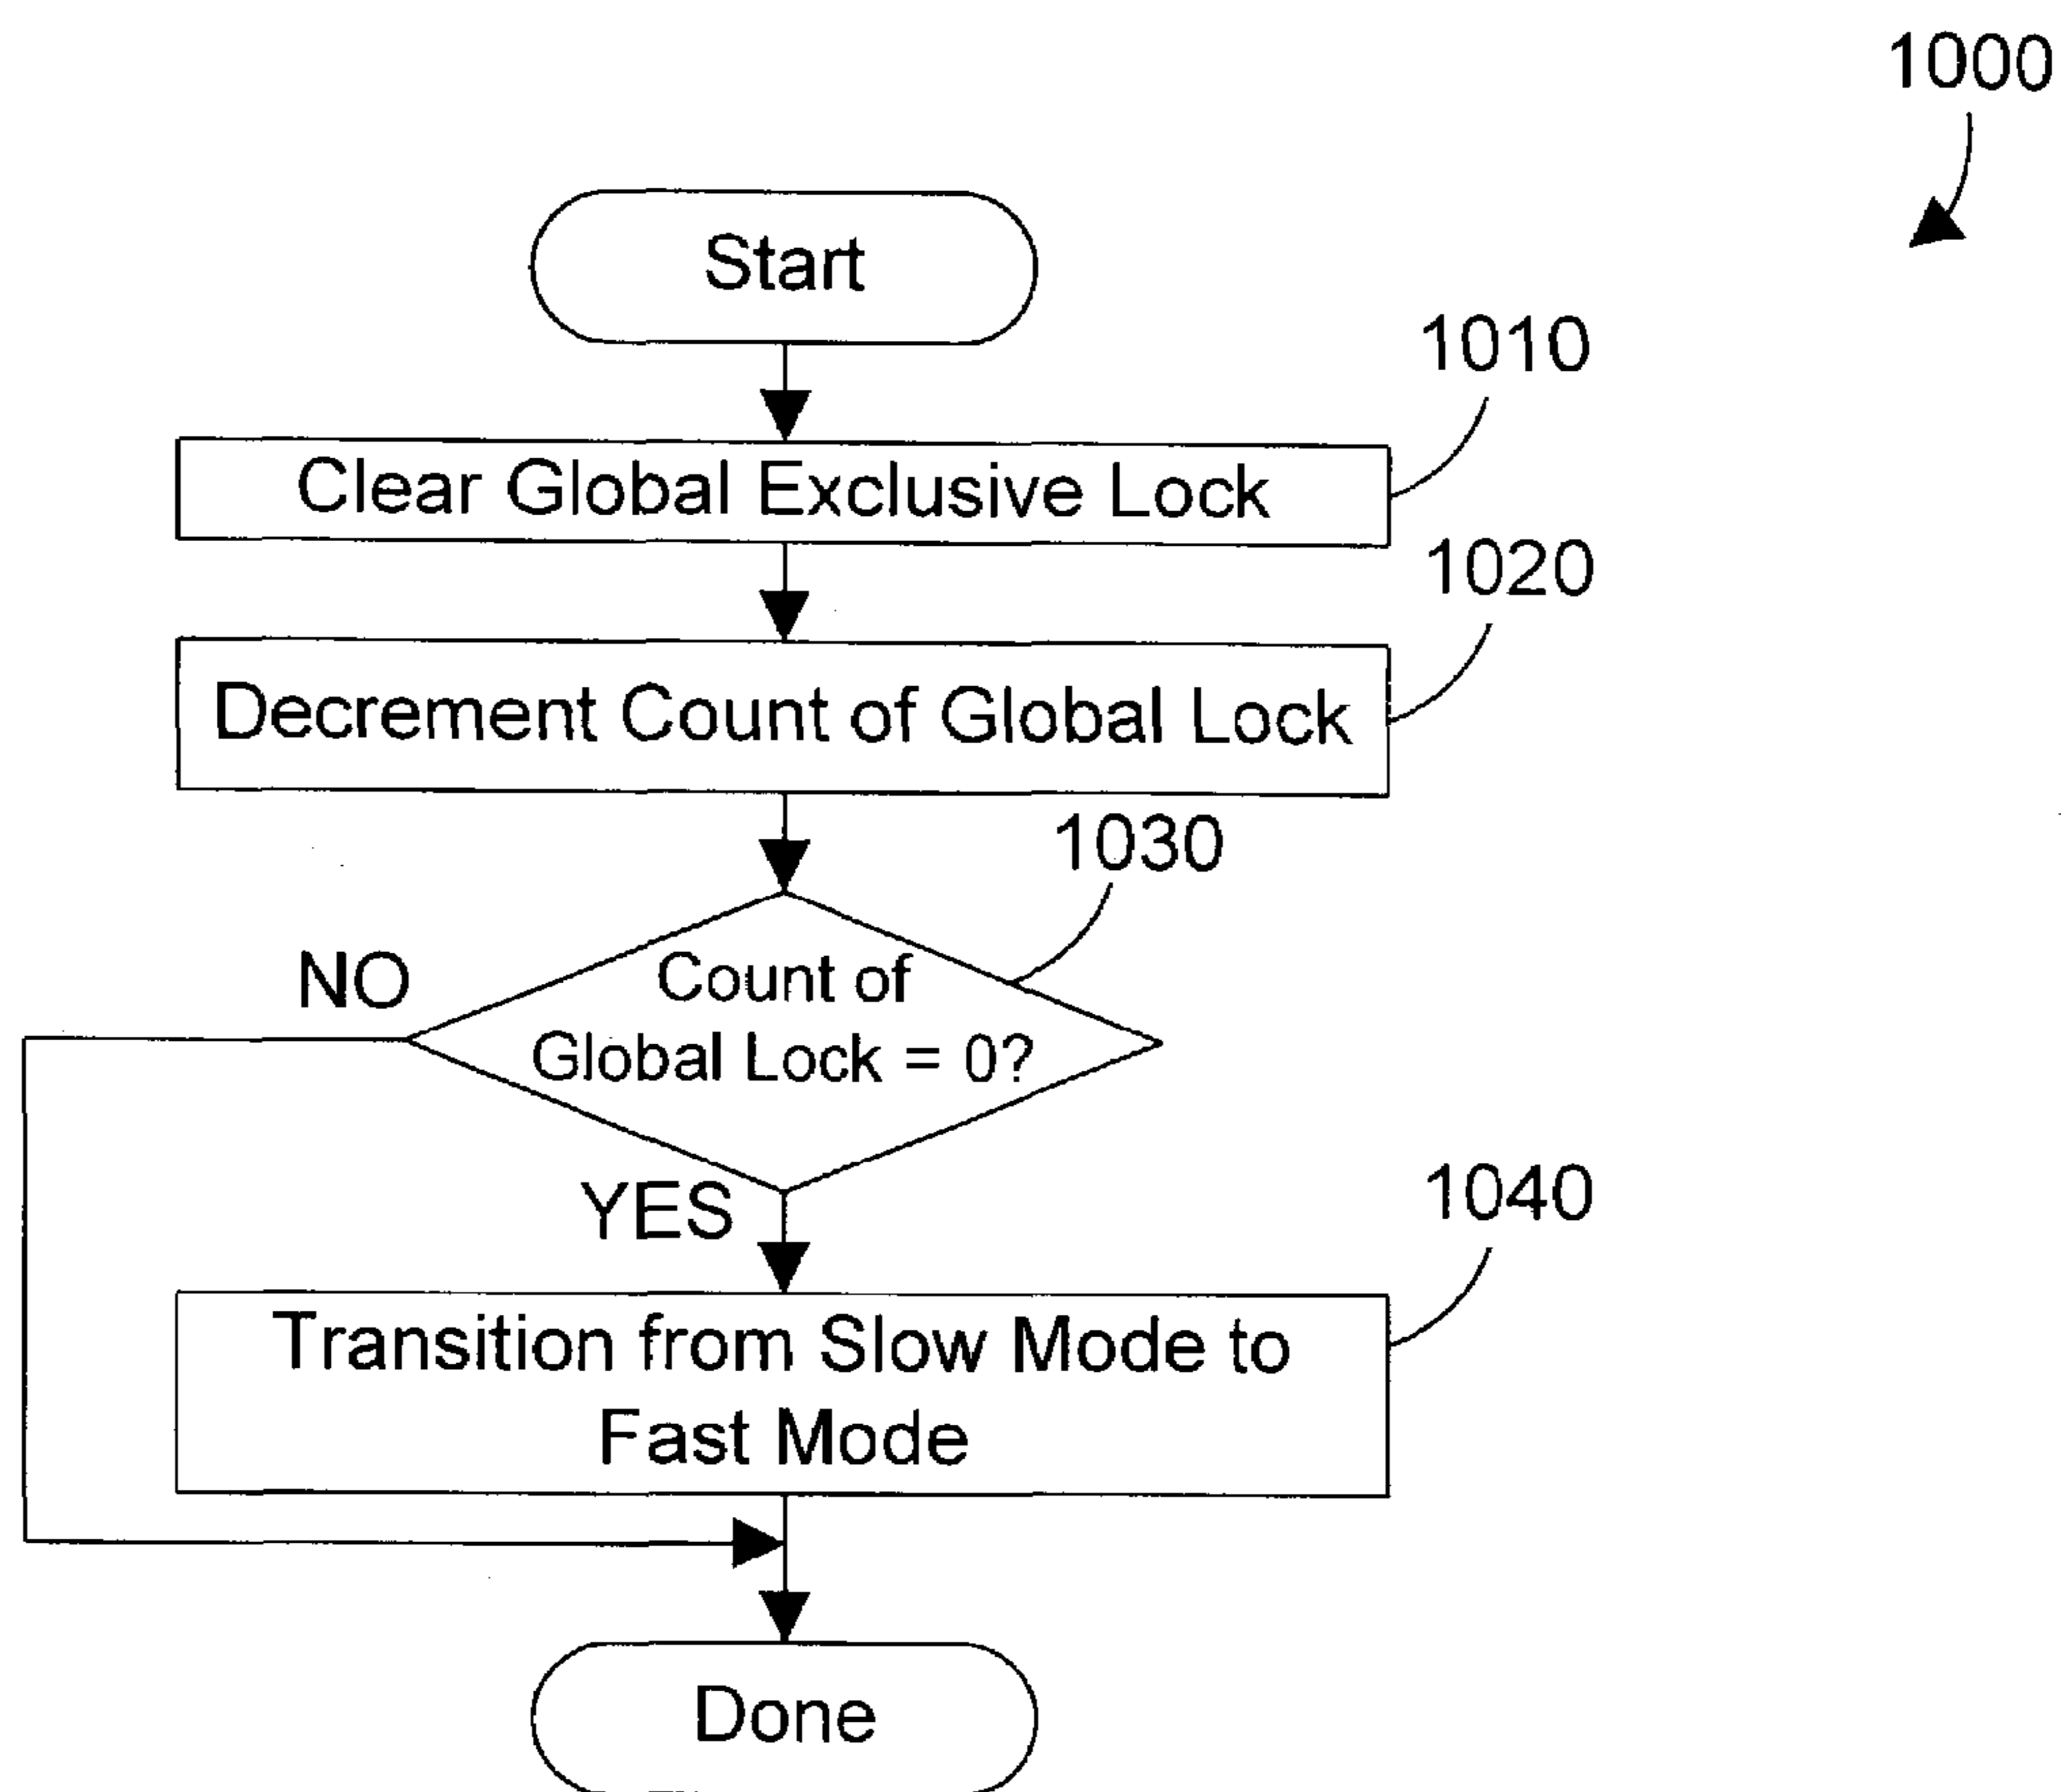 1000
Start
1010
Clear Global Exclusive Lock
1020
Decrement Count of Global Lock
1030
NO
Count of
Global Lock = 0?
YES
1040
Transition from Slow Mode to
Fast Mode
Done